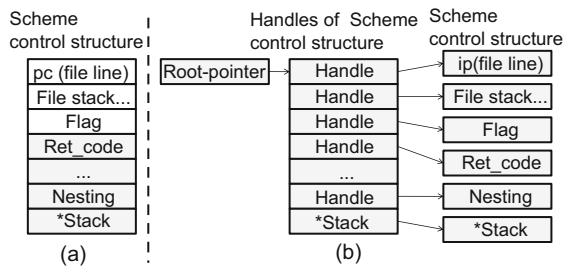 Scheme
control structure
pc (file line)
File stack...
Flag
Ret_code
...
Nesting
*Stack
(a)
Root-pointer
Handles of Scheme
control structure
Handle
Handle
Handle
Handle
...
Handle
*Stack
Scheme
control structure
ip(file line)
File stack...
Flag
Ret_code
Nesting
*Stack
(b)